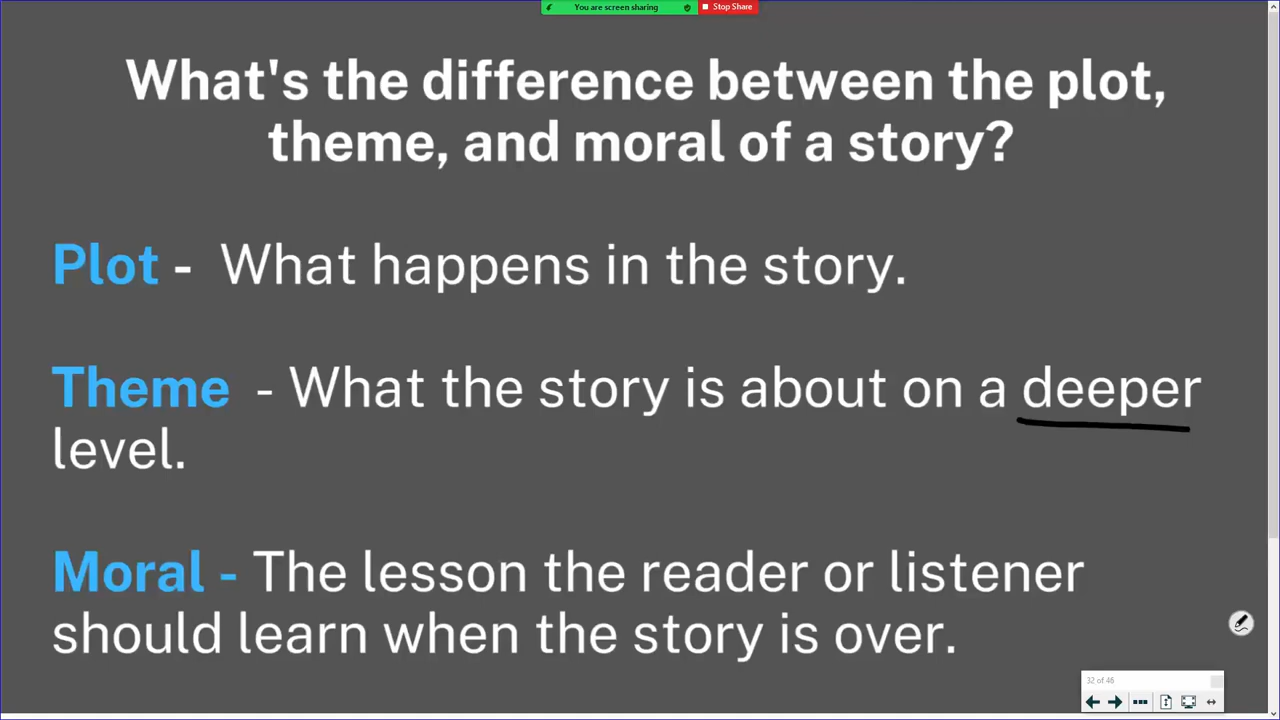 You are screen sharing
Stop Share
What's the difference between the plot,
theme, and moral of a story?
Plot - What happens in the story.
Theme - What the story is about on a deeper
level.
Moral - The lesson the reader or listener
should learn when the story is over.
32 of 46